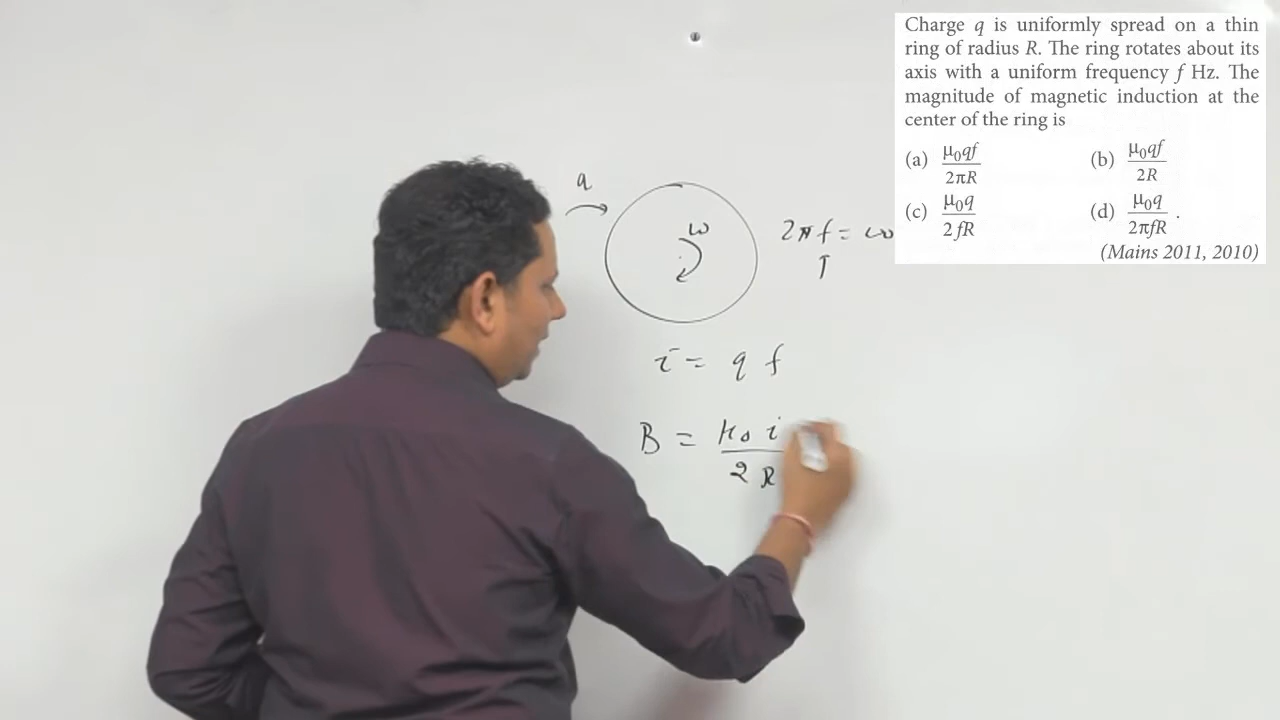 Charge q is uniformly spread on a thin
ring of radius R. The ring rotates about its
axis with a uniform frequency f Hz. The
magnitude of magnetic induction at the
center of the ring is
(a) μ₀qf/2πR (b) μ₀qf/2R
(c) μ₀q/2fR (d) μ₀q/2πfR .
(Mains 2011, 2010)
q
ω
2πf = ω
i = q f
B = μ₀ i / 2 R